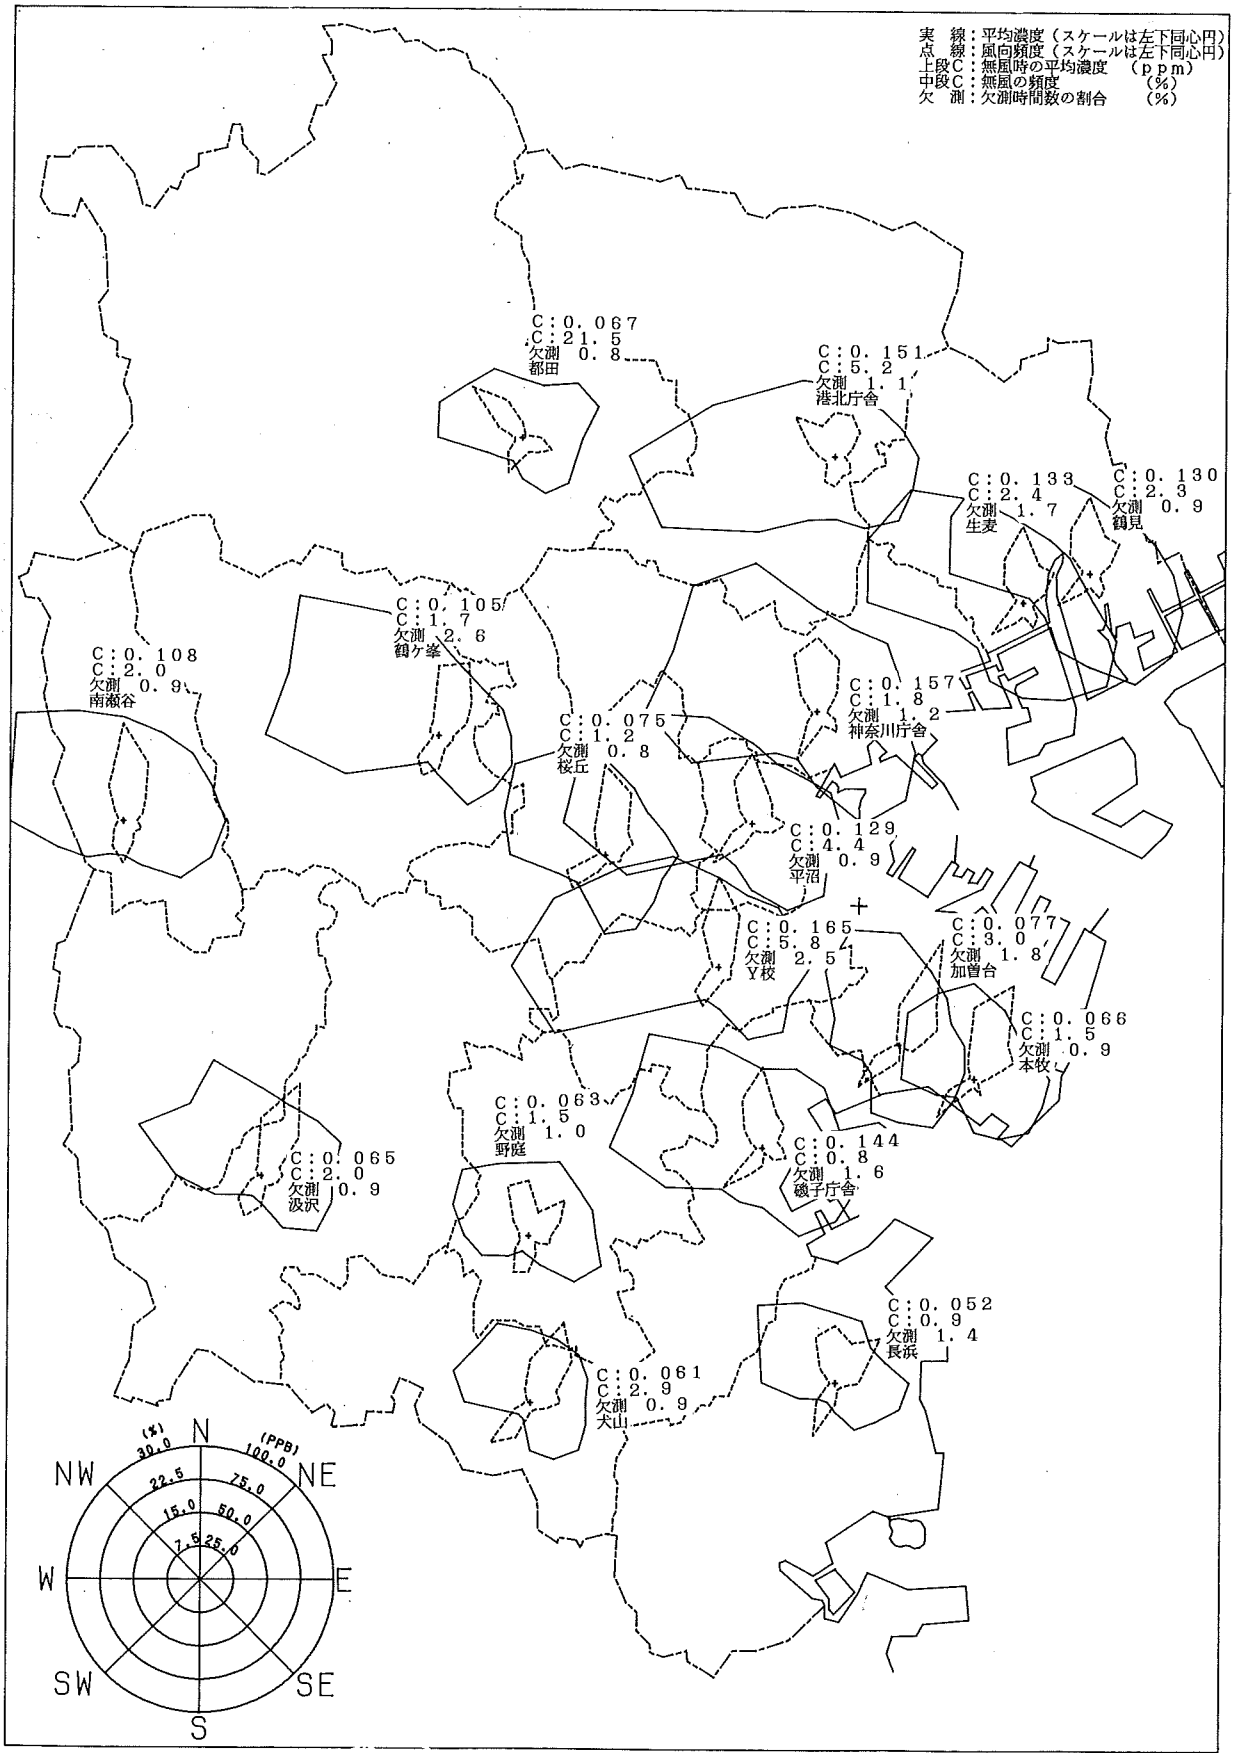 実　線：平均濃度（スケールは左下同心円）
点　線：風向頻度（スケールは左下同心円）
上段Ｃ：無風時の平均濃度　（ｐｐｍ）
中段Ｃ：無風の頻度　（％）
欠　測：欠測時間数の割合　（％）
C:0.067
C:21.5
欠測 0.8
都田
C:0.151
C:5.2
欠測 1.1
港北庁舎
C:0.133
C:2.4
欠測 1.7
生麦
C:0.130
C:2.3
欠測 0.9
鶴見
C:0.105
C:1.7
欠測 2.6
鶴ケ峯
C:0.108
C:2.0
欠測 0.9
南瀬谷
C:0.157
C:1.8
欠測 1.2
神奈川庁舎
C:0.075
C:1.2
欠測 0.8
桜丘
C:0.129
C:4.4
欠測 0.9
平沼
C:0.165
C:5.8
欠測 2.5
Y校
C:0.077
C:3.0
欠測 1.8
加曽台
C:0.066
C:1.5
欠測 0.9
本牧
C:0.063
C:1.5
欠測 1.0
野庭
C:0.144
C:0.8
欠測 1.6
磯子庁舎
C:0.065
C:2.0
欠測 0.9
汲沢
C:0.052
C:0.9
欠測 1.4
長浜
C:0.061
C:2.9
欠測 0.9
犬山
(%) N (PPB)
30.0 100.0
NW NE
22.5 75.0
15.0 50.0
7.5 25.0
W E
SW SE
S